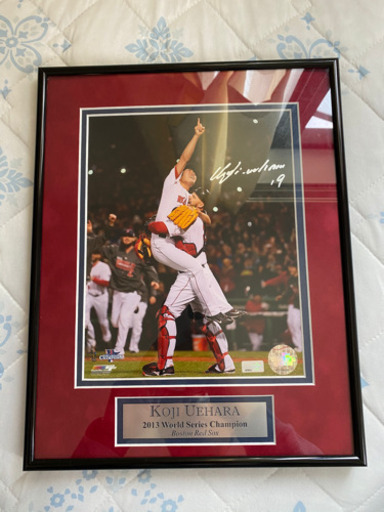 Koji Uehara
19
KOJI UEHARA
2013 World Series Champion
Boston Red Sox